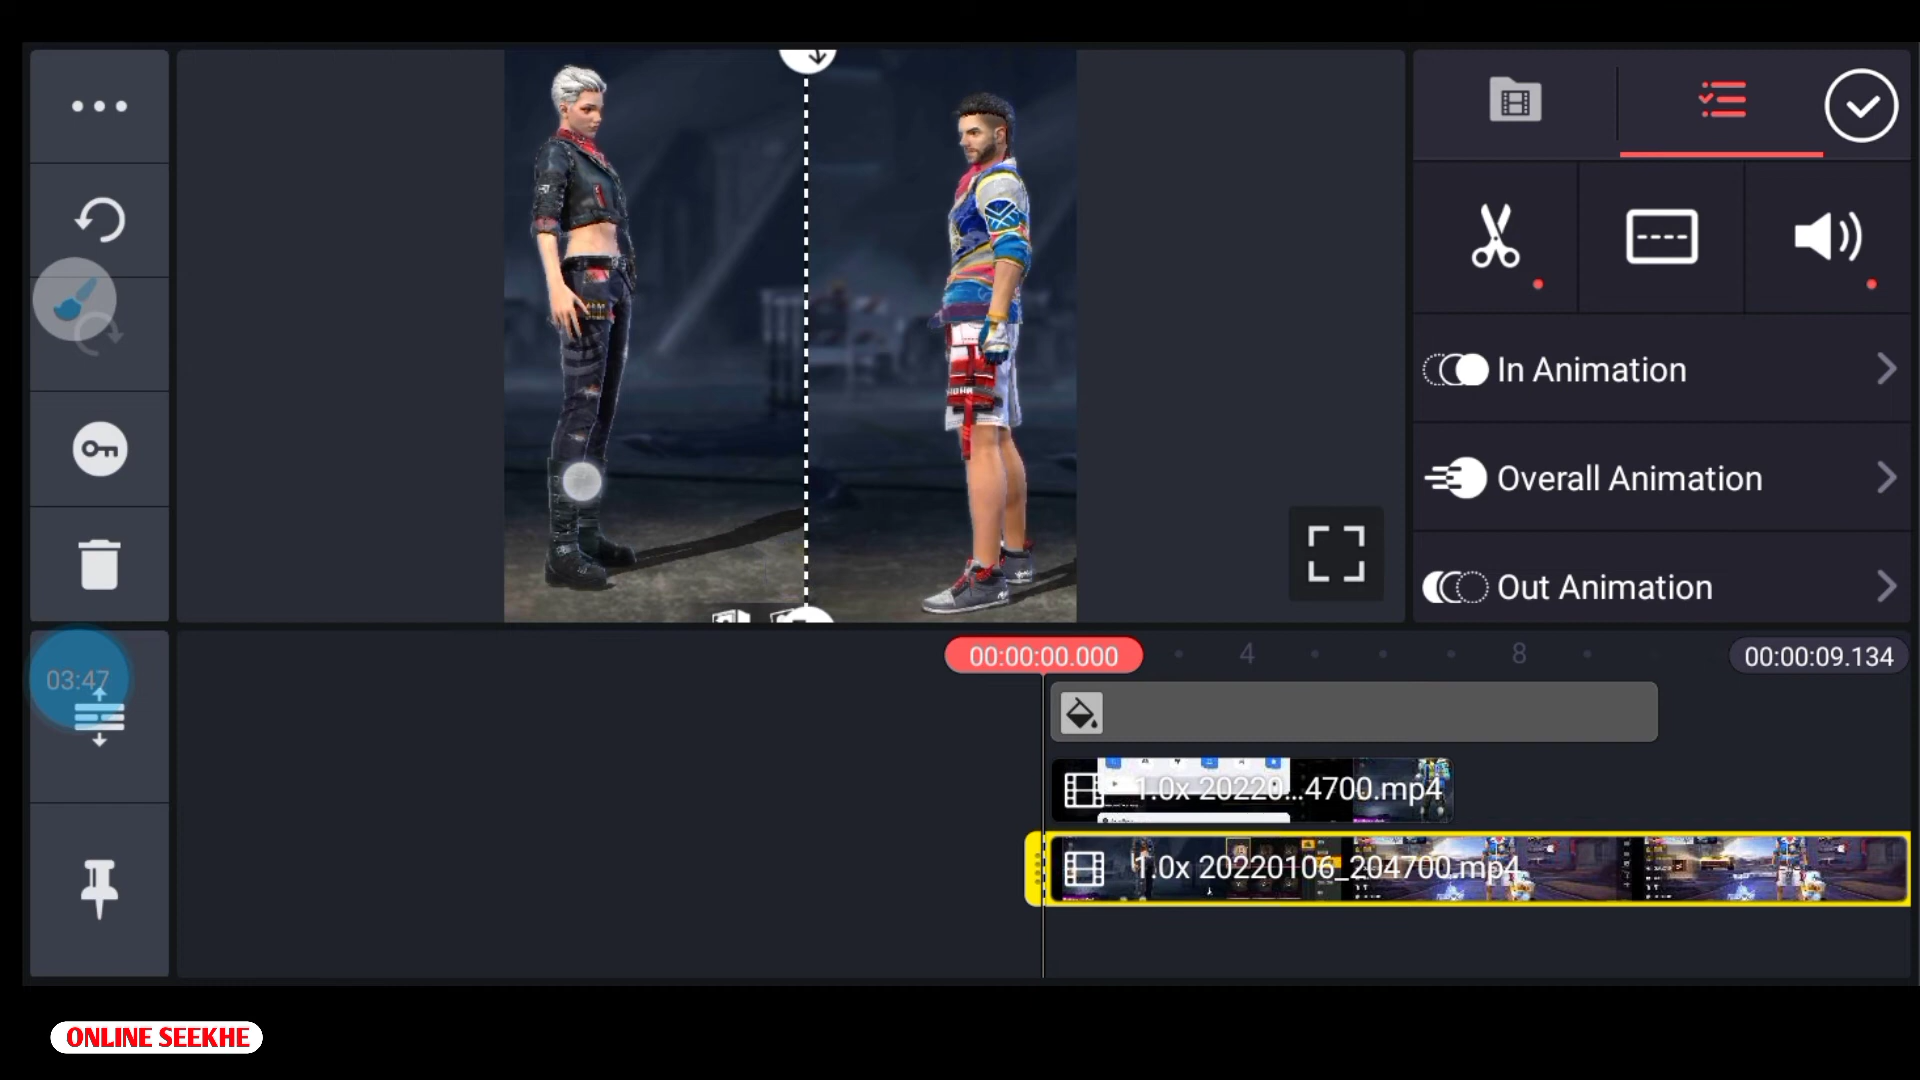 In Animation
Overall Animation
Out Animation
03:47
00:00:00.000
4
8
00:00:09.134
1.0x 20220...4700.mp4
1.0x 20220106_204700.mp4
ONLINE SEEKHE